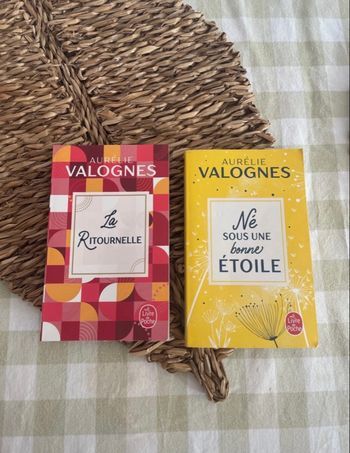 AURÉLIE
VALOGNES
La
RITOURNELLE
Le Livre
de Poche
AURÉLIE
VALOGNES
Né
SOUS UNE
bonne
ÉTOILE
Le Livre
de Poche